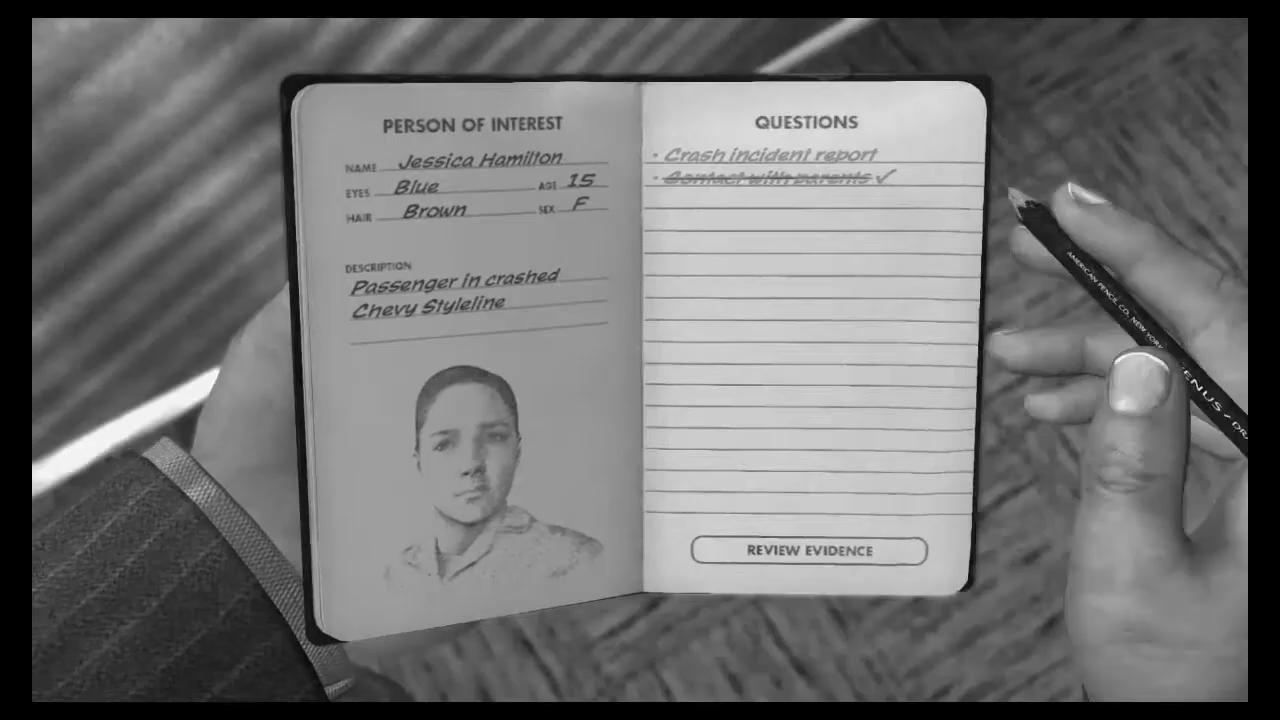 PERSON OF INTEREST
NAME Jessica Hamilton
EYES Blue AGE 15
HAIR Brown SEX F
DESCRIPTION
Passenger in crashed
Chevy Styleline
QUESTIONS
· Crash incident report
· Contact with parents ✓
REVIEW EVIDENCE
AMERICAN PENCIL CO. NEW YORK